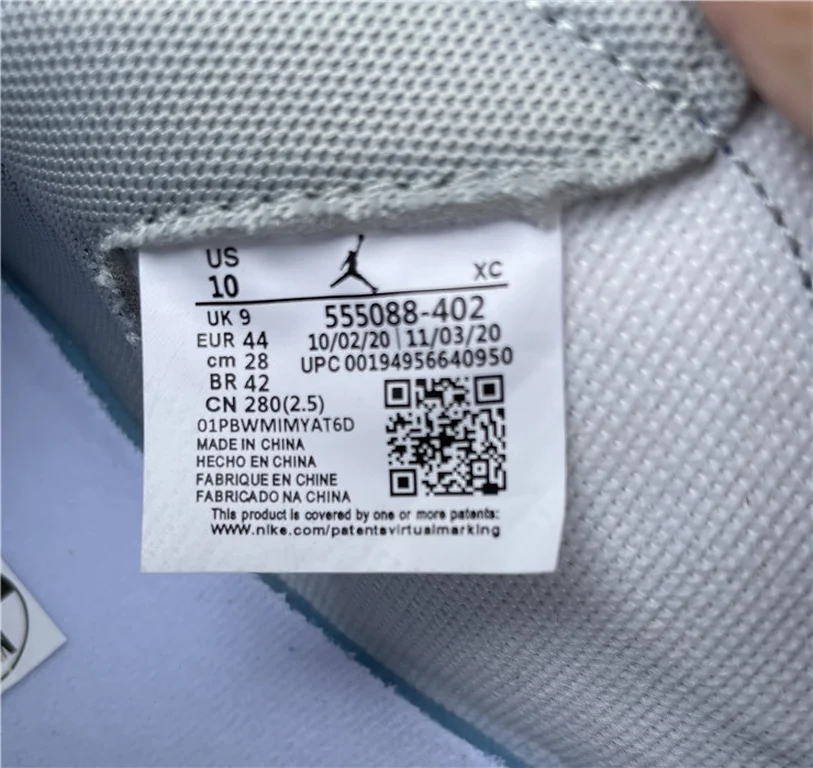 US
10
XC
UK 9
555088-402
EUR 44
10/02/20 11/03/20
cm 28
UPC 00194956640950
BR 42
CN 280(2.5)
01PBWMIMYAT6D
MADE IN CHINA
HECHO EN CHINA
FABRIQUE EN CHINE
FABRICADO NA CHINA
This product is covered by one or more patents:
www.nike.com/patentsvirtualmarking